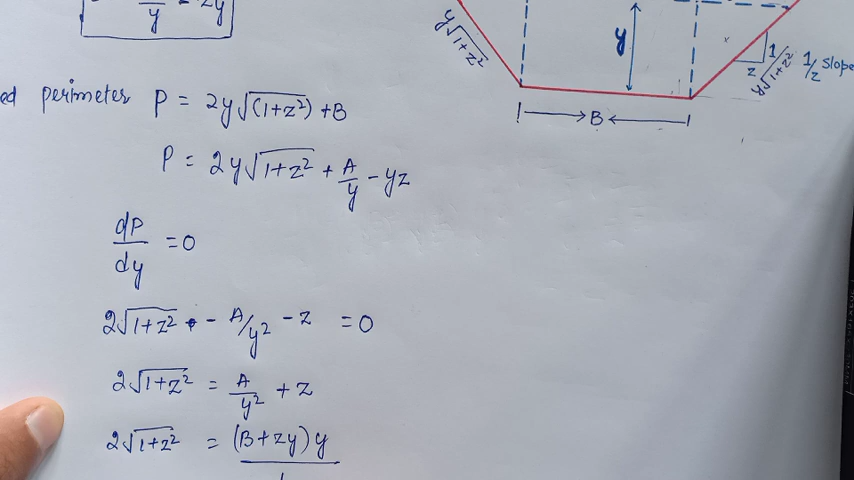 /y = zy
y√1+z²
y
1
z
y√1+z²
1/z slope
B
ed perimeter P = 2y√(1+z²) + B
P = 2y√1+z² + A/y - yz
dP/dy = 0
2√1+z² - A/y² - z = 0
2√1+z² = A/y² + z
2√1+z² = (B+zy)y